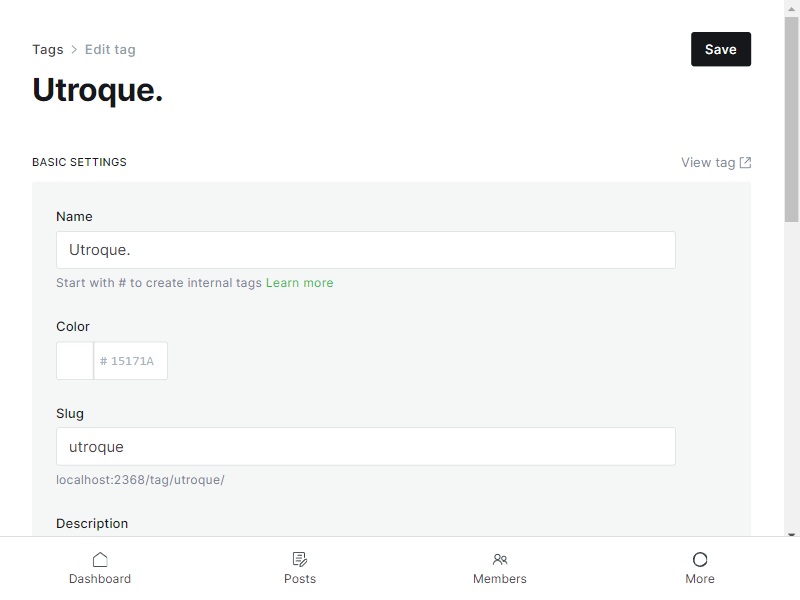 Tags > Edit tag
Save
Utroque.
BASIC SETTINGS
View tag
Name
Utroque.
Start with # to create internal tags Learn more
Color
# 15171A
Slug
utroque
localhost:2368/tag/utroque/
Description
Dashboard
Posts
Members
More